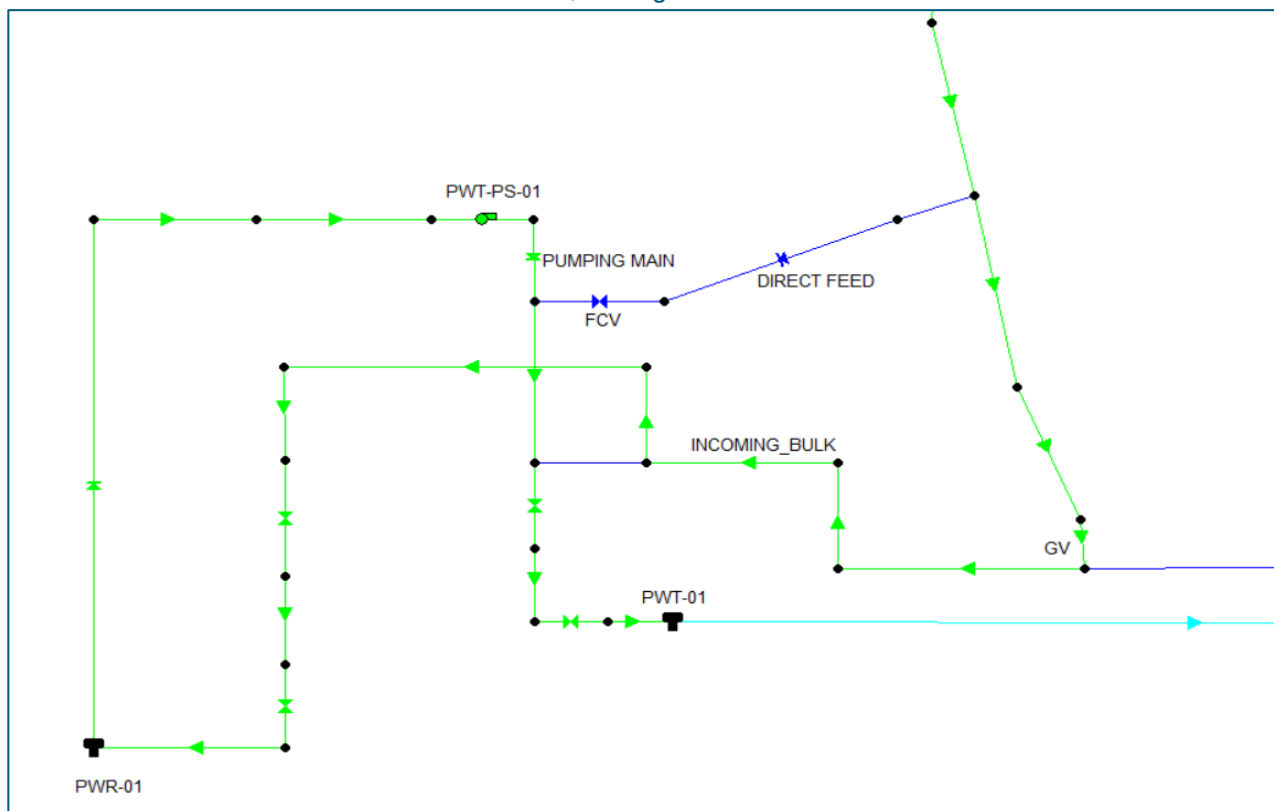 PWT-PS-01
PUMPING MAIN
DIRECT FEED
FCV
INCOMING_BULK
GV
PWT-01
PWR-01